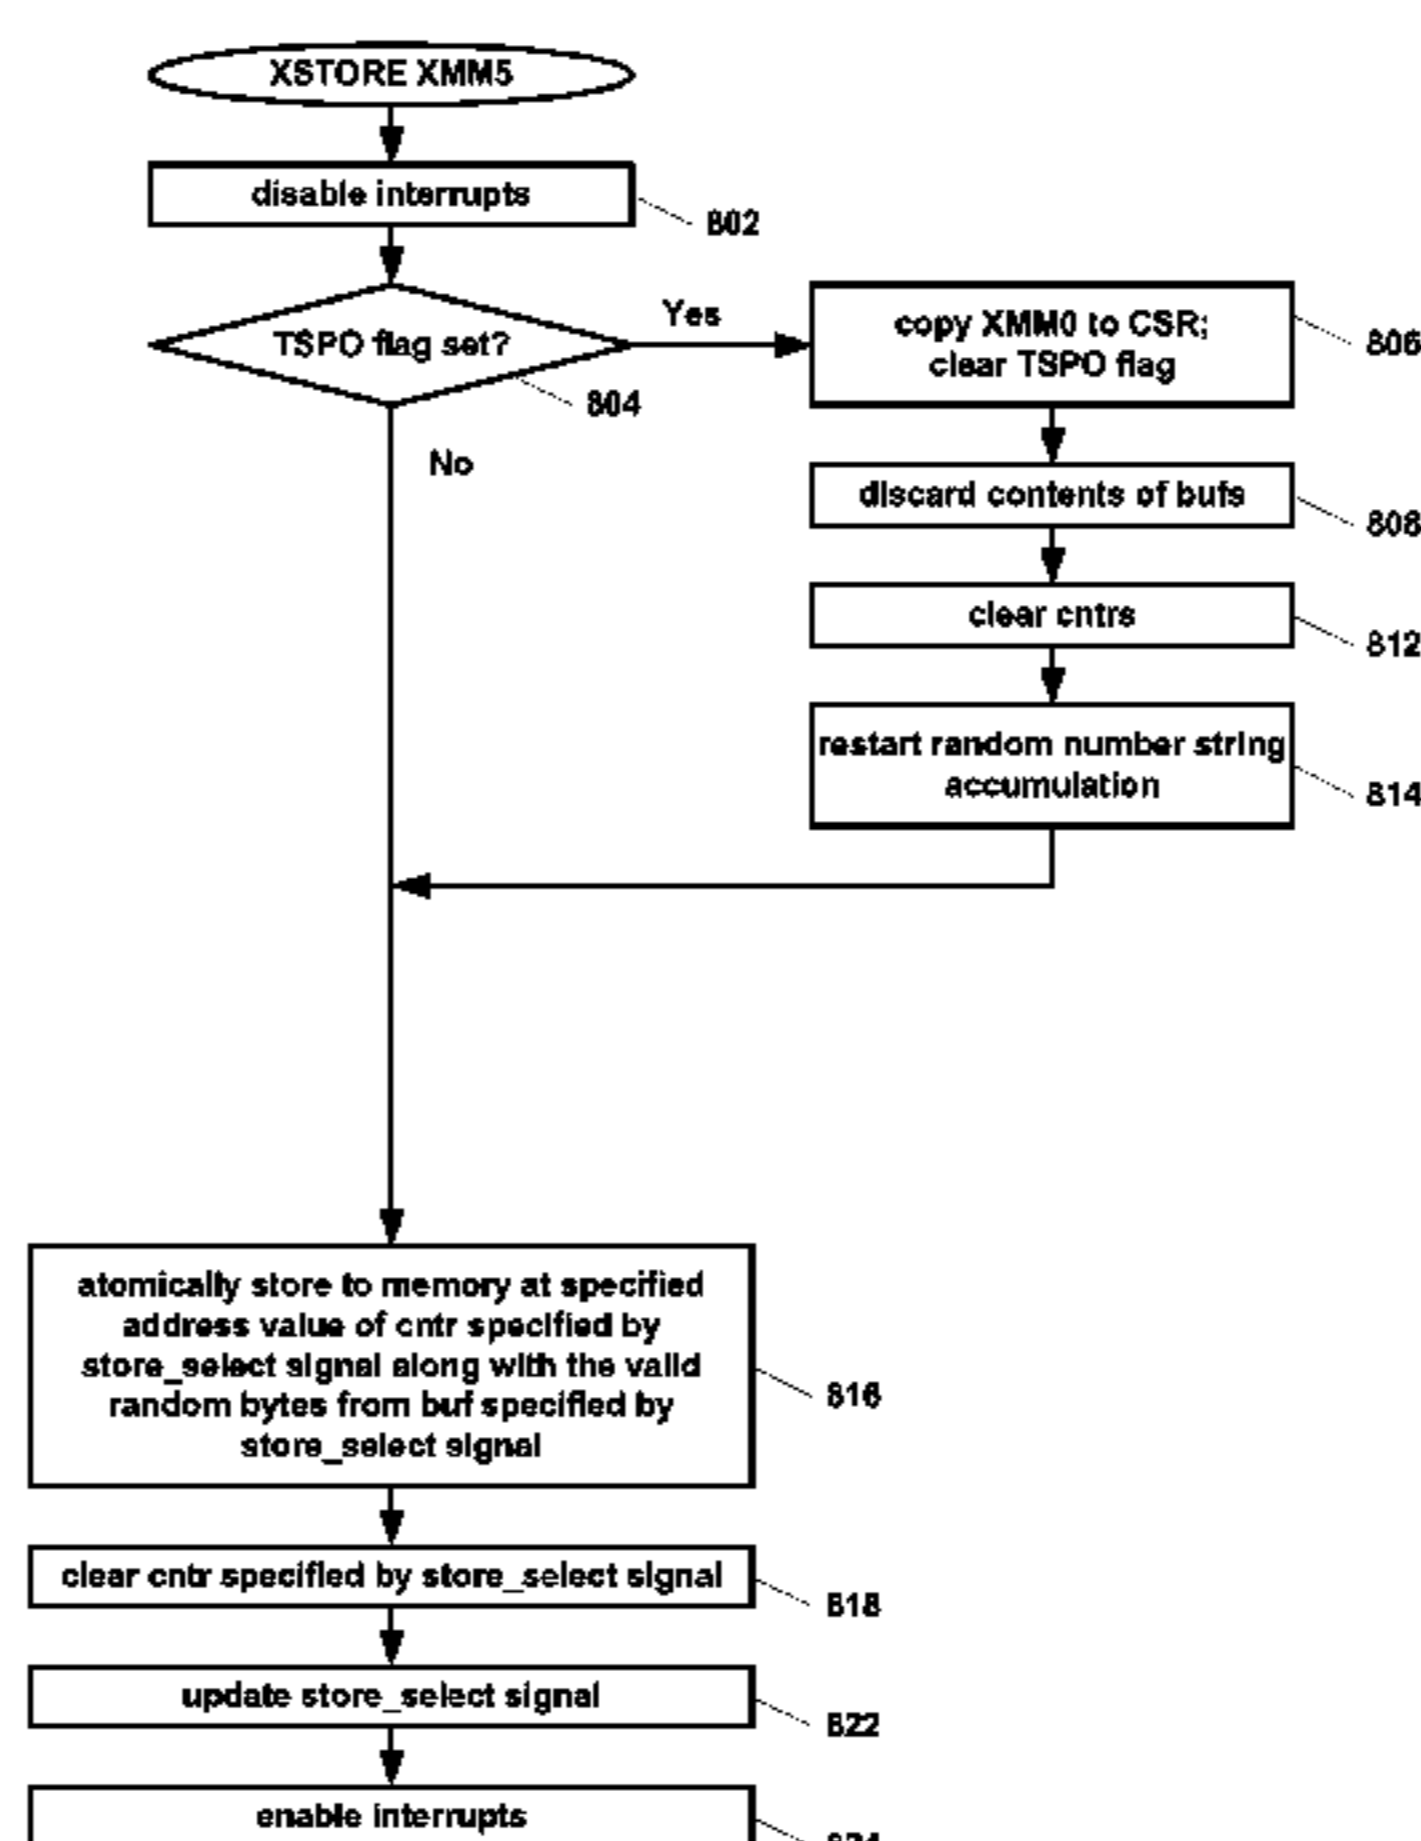 XSTORE XMM5
disable interrupts
802
TSPO flag set?
804
Yes
No
copy XMM0 to CSR;
clear TSPO flag
806
discard contents of bufs
808
clear cntrs
812
restart random number string
accumulation
814
atomically store to memory at specified
address value of cntr specified by
store_select signal along with the valid
random bytes from buf specified by
store_select signal
816
clear cntr specified by store_select signal
818
update store_select signal
822
enable interrupts